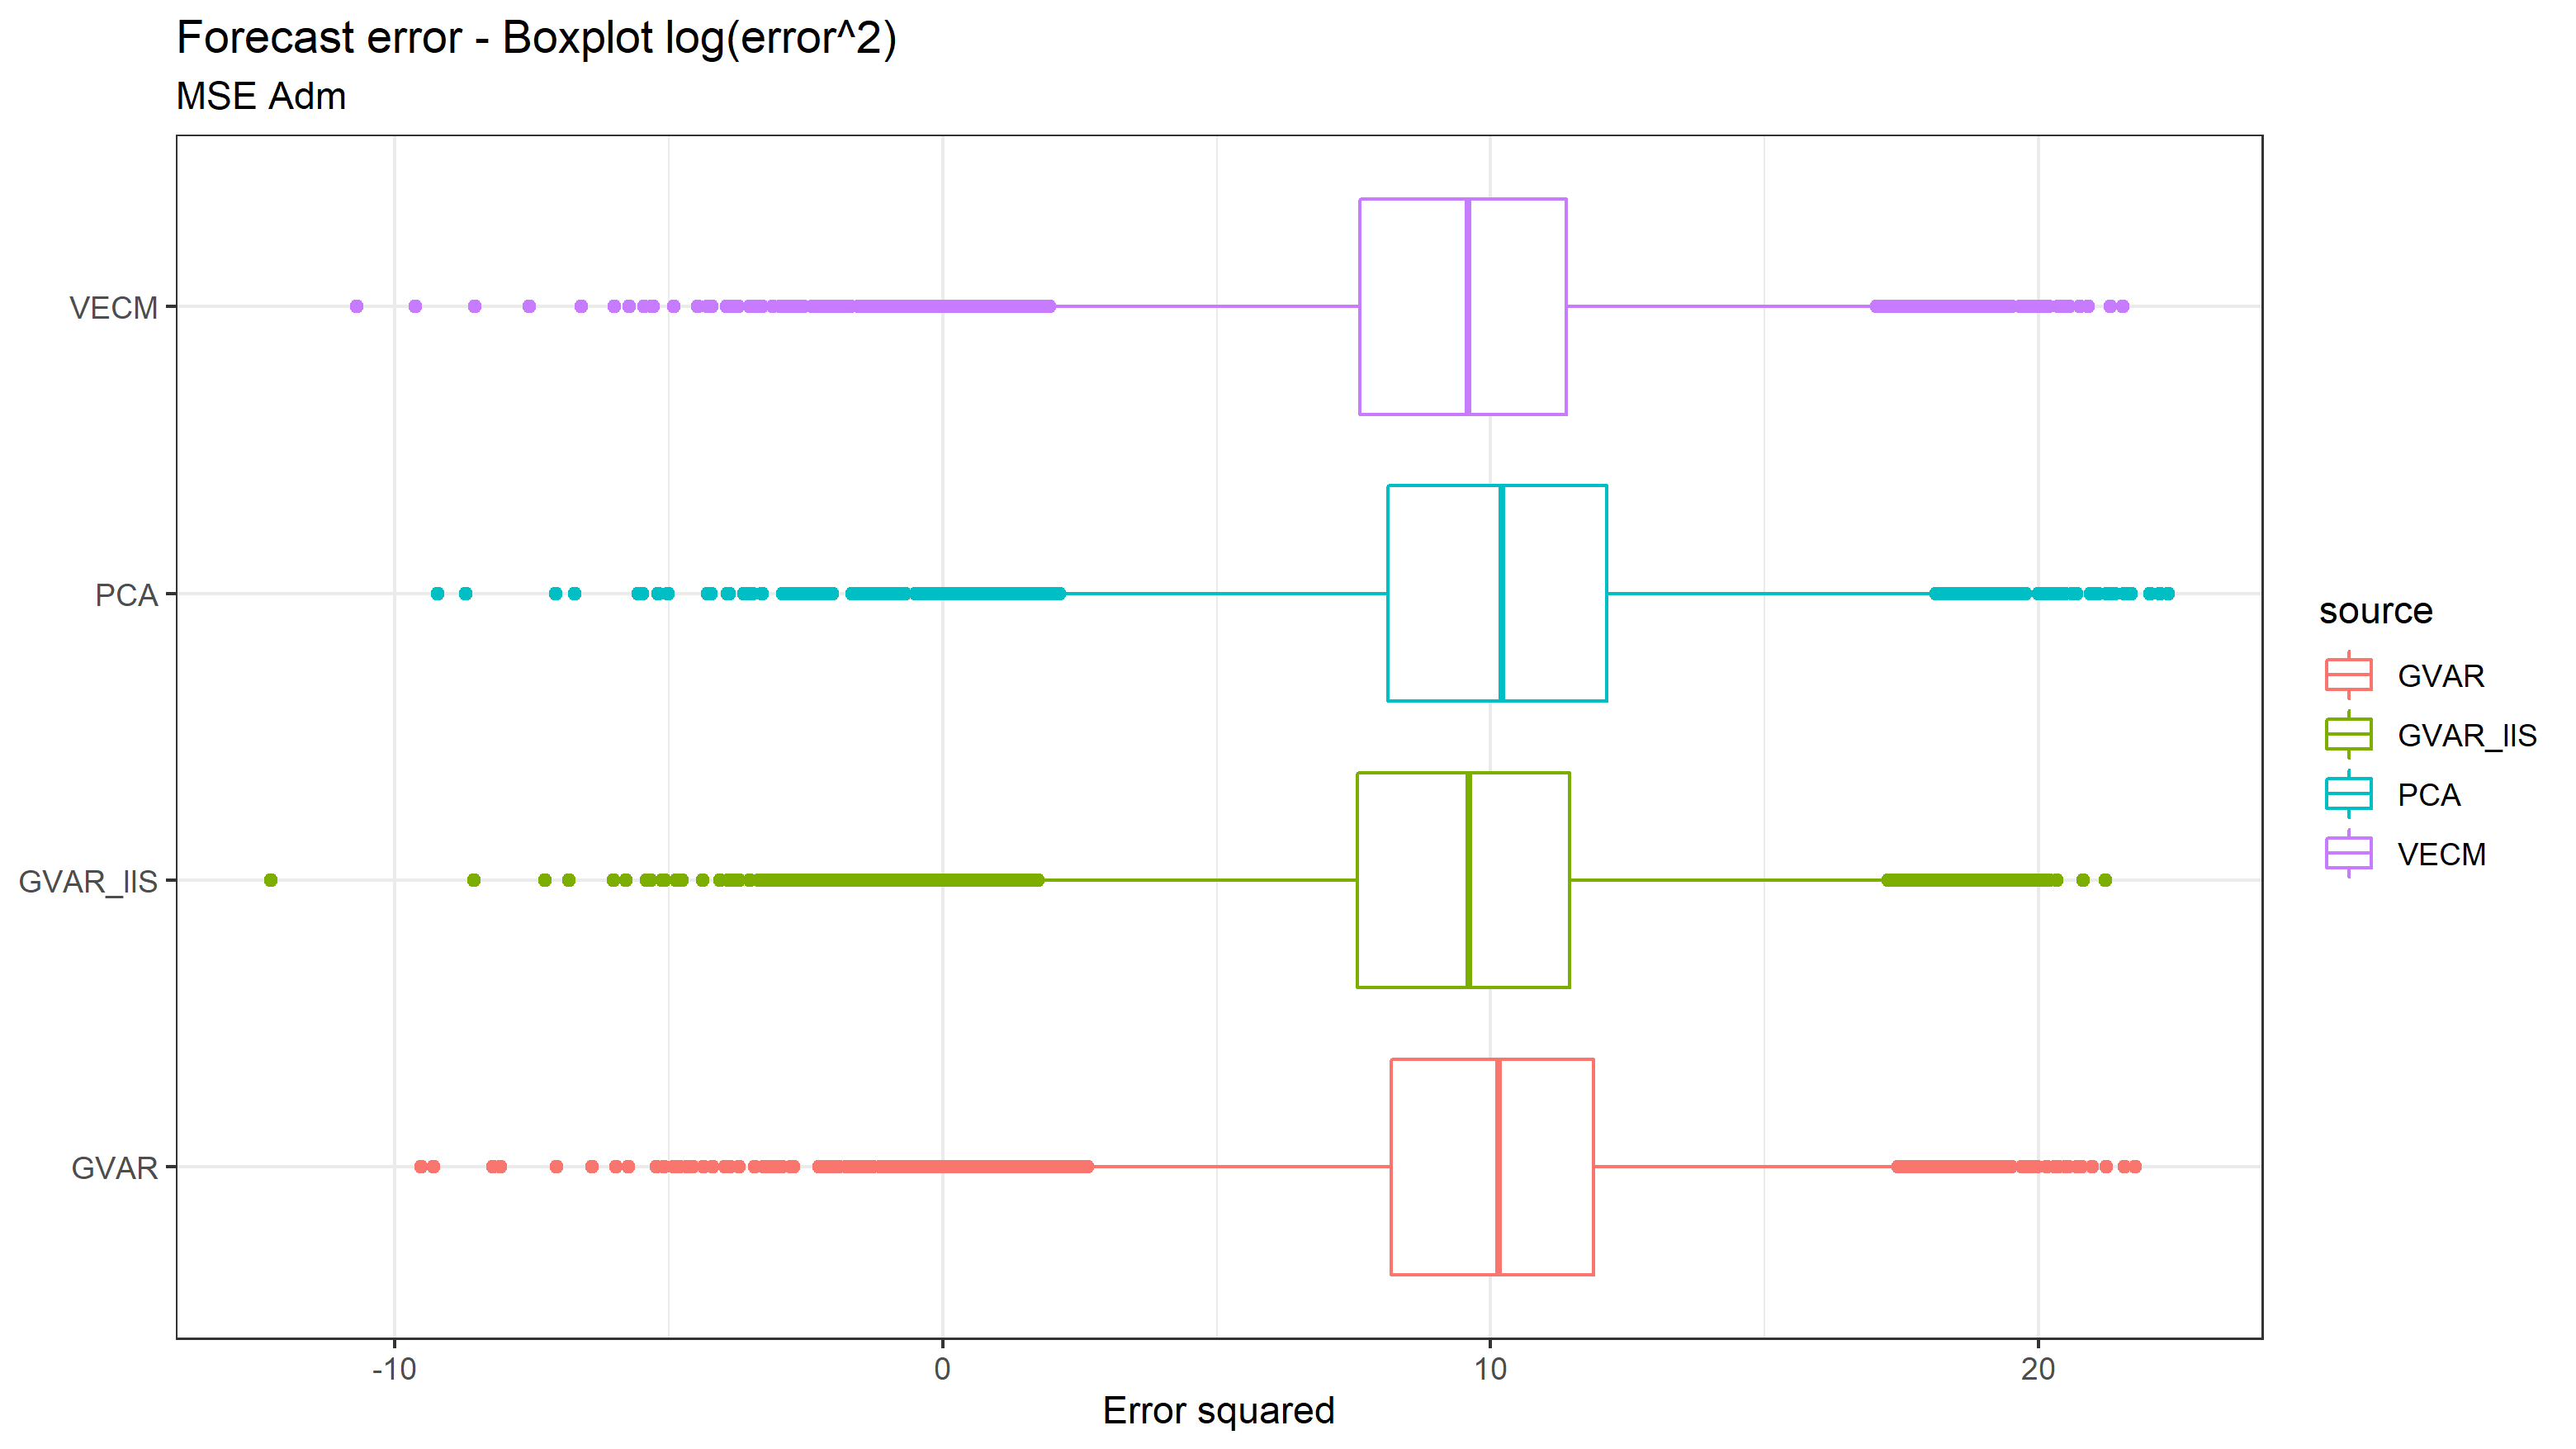 Forecast error - Boxplot log(error^2)
MSE Adm
VECM
PCA
GVAR_IIS
GVAR
-10
0
10
20
Error squared
source
GVAR
GVAR_IIS
PCA
VECM